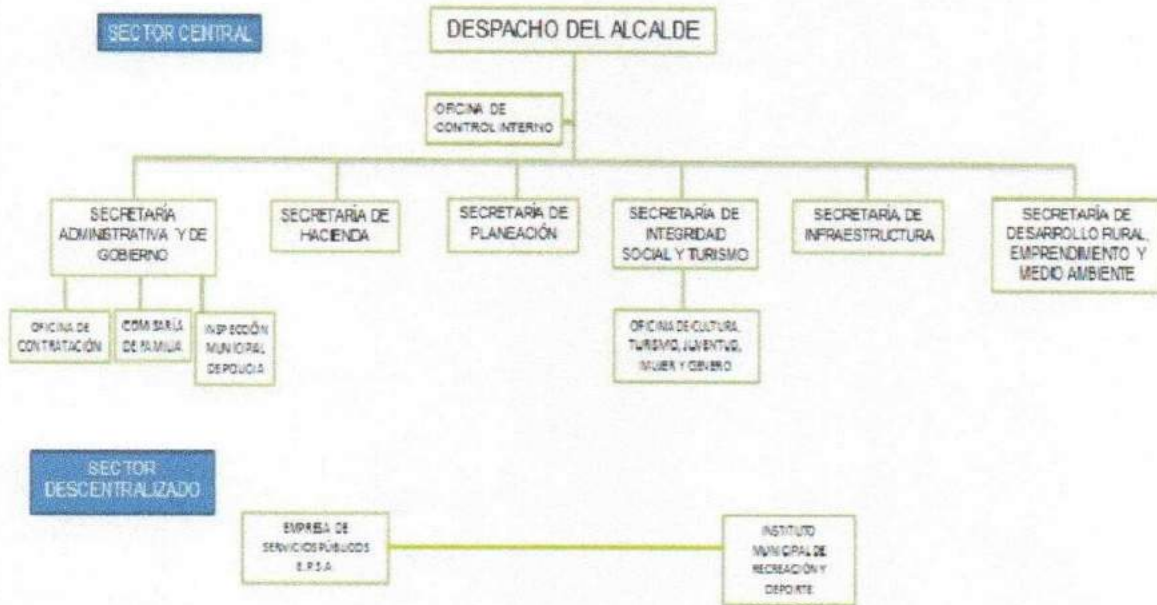 SECTOR CENTRAL
DESPACHO DEL ALCALDE
OFICINA DE
CONTROL INTERNO
SECRETARÍA
ADMINISTRATIVA Y DE
GOBIERNO
SECRETARÍA DE
HACIENDA
SECRETARÍA DE
PLANEACIÓN
SECRETARÍA DE
INTEGRIDAD
SOCIAL Y TURISMO
SECRETARÍA DE
INFRAESTRUCTURA
SECRETARÍA DE
DESARROLLO RURAL,
EMPRENDIMIENTO Y
MEDIO AMBIENTE
OFICINA DE
CONTRATACIÓN
COMISARÍA
DE FAMILIA
INSPECCIÓN
MUNICIPAL
DE POLICIA
OFICINA DE CULTURA,
TURISMO, JUVENTUD,
MUJER Y GENERO
SECTOR
DESCENTRALIZADO
EMPRESA DE
SERVICIOS PÚBLICOS
E.P.S.A.
INSTITUTO
MUNICIPAL DE
RECREACIÓN Y
DEPORTE